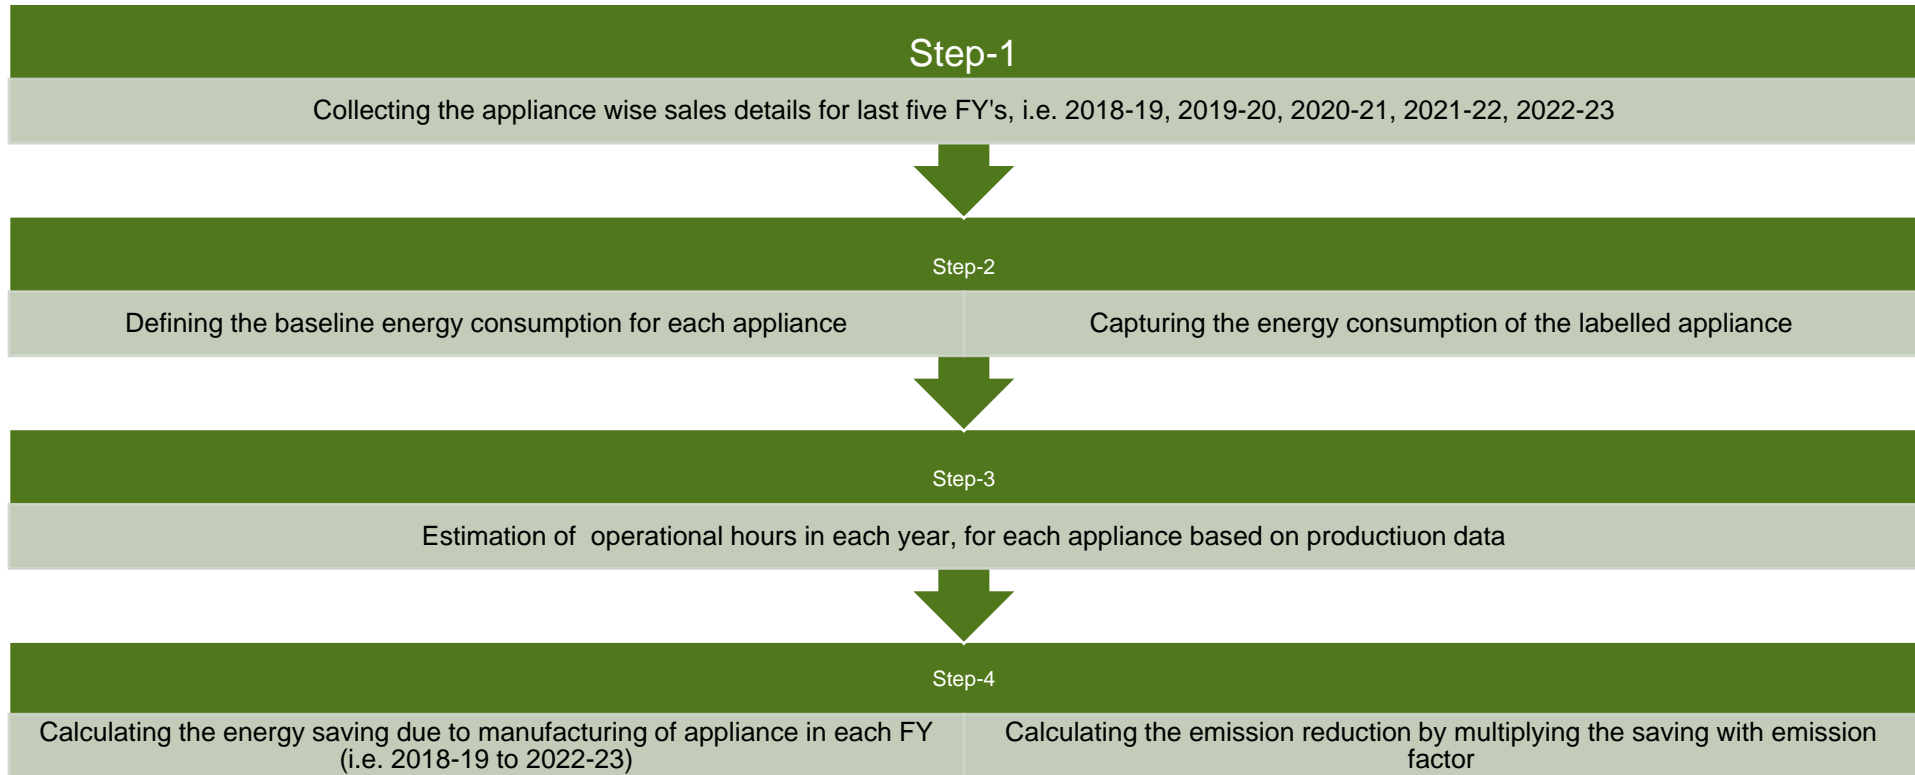 Step-1
Collecting the appliance wise sales details for last five FY's, i.e. 2018-19, 2019-20, 2020-21, 2021-22, 2022-23
Step-2
Defining the baseline energy consumption for each appliance
Capturing the energy consumption of the labelled appliance
Step-3
Estimation of  operational hours in each year, for each appliance based on productiuon data
Step-4
Calculating the energy saving due to manufacturing of appliance in each FY
(i.e. 2018-19 to 2022-23)
Calculating the emission reduction by multiplying the saving with emission
factor